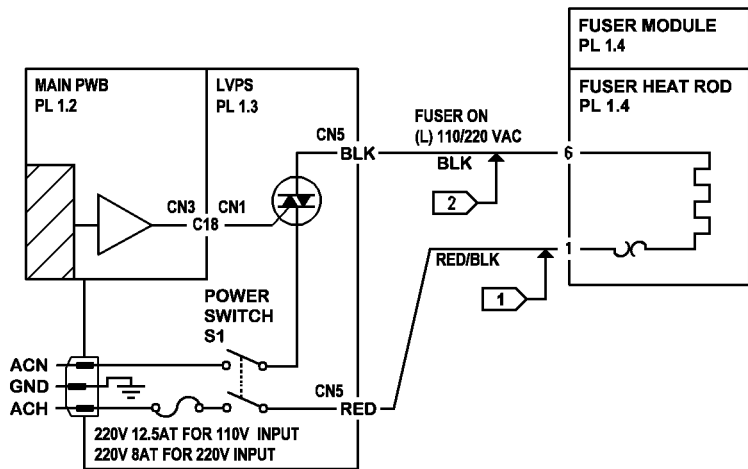 FUSER MODULE
PL 1.4
FUSER HEAT ROD
PL 1.4
MAIN PWB
PL 1.2
LVPS
PL 1.3
FUSER ON
(L) 110/220 VAC
CN5
BLK
BLK
6
2
CN3
CN1
C18
1
RED/BLK
1
POWER
SWITCH
S1
ACN
GND
ACH
CN5
RED
220V 12.5AT FOR 110V INPUT
220V 8AT FOR 220V INPUT